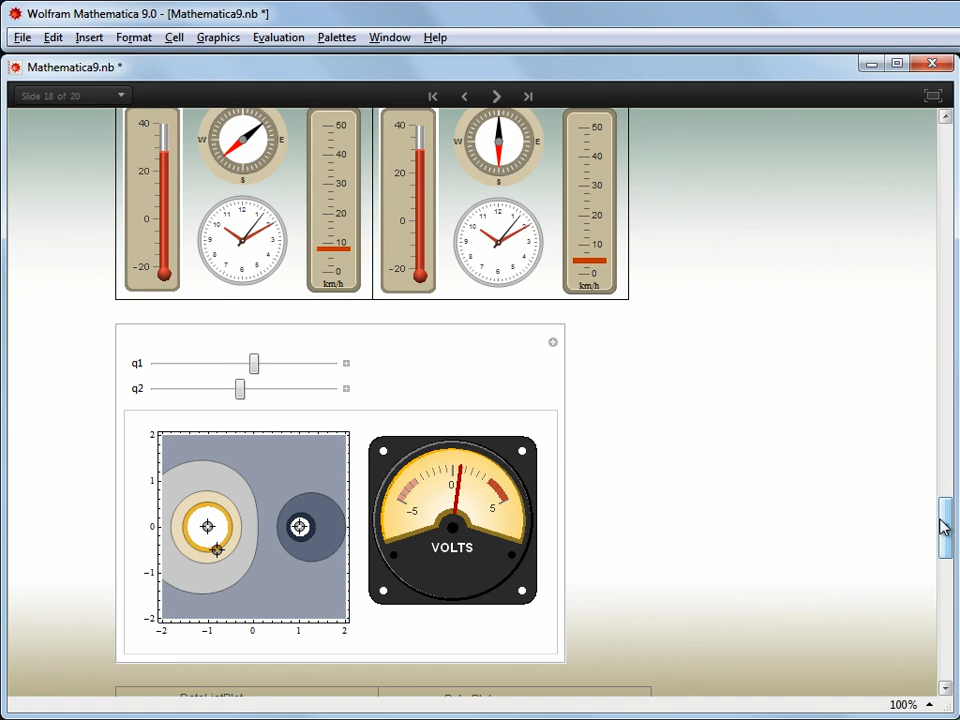 Wolfram Mathematica 9.0 - [Mathematica9.nb *]
File Edit Insert Format Cell Graphics Evaluation Palettes Window Help
Mathematica9.nb *
Slide 18 of 20
40 20 0 -20
W E S
12 1 2 3 4 5 6 7 8 9 10 11
50 40 30 20 10 0 km/h
40 20 0 -20
W E S
12 1 2 3 4 5 6 7 8 9 10 11
50 40 30 20 10 0 km/h
q1
q2
2 1 0 -1 -2
-2 -1 0 1 2
-5 0 5
VOLTS
100%